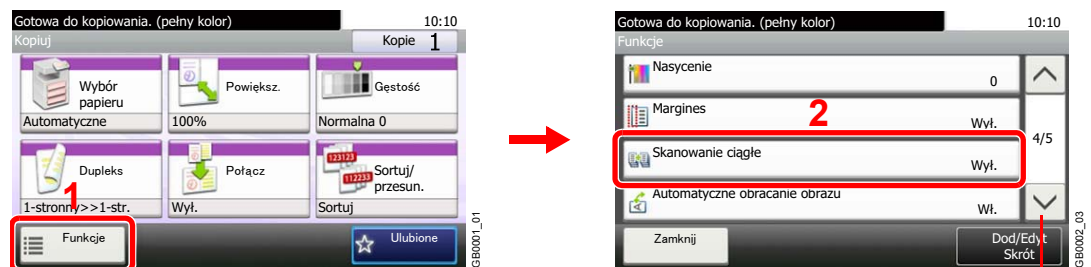 Gotowa do kopiowania. (pełny kolor) 10:10
Kopiuj Kopie 1
Wybór
papieru
Automatyczne
Powiększ.
100%
Gęstość
Normalna 0
Dupleks
1-stronny>>1-str.
Połącz
Wył.
123123
112233
Sortuj/
przesun.
Sortuj
1
Funkcje
Ulubione
GB0001_01
Gotowa do kopiowania. (pełny kolor) 10:10
Funkcje
Nasycenie
0
Margines
Wył.
2
4/5
Skanowanie ciągłe
Wył.
Automatyczne obracanie obrazu
Wł.
Zamknij
Dod/Edyt
Skrót
GB0002_03